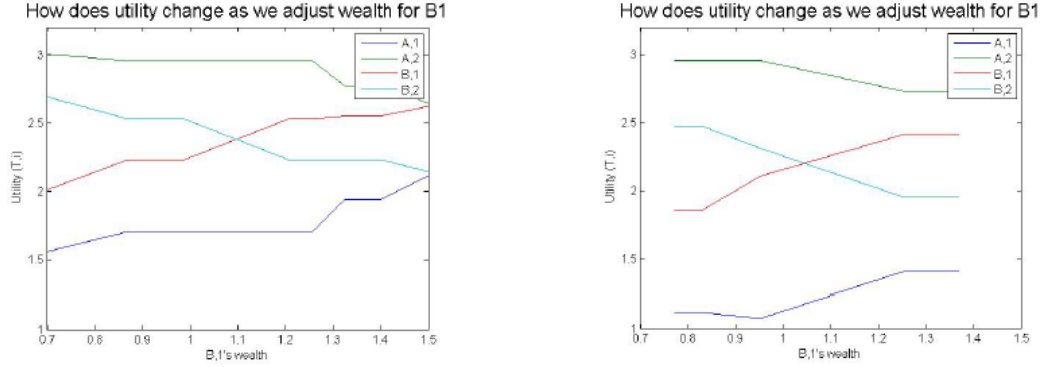 How does utility change as we adjust wealth for B1
A,1
A,2
B,1
B,2
3
2.5
2
1.5
1
Utility (T,i)
0.7
0.8
0.9
1
1.1
1.2
1.3
1.4
1.5
B,1's wealth
How does utility change as we adjust wealth for B1
A,1
A,2
B,1
B,2
3
2.5
2
1.5
1
Utility (T,i)
0.7
0.8
0.9
1
1.1
1.2
1.3
1.4
1.5
B,1's wealth